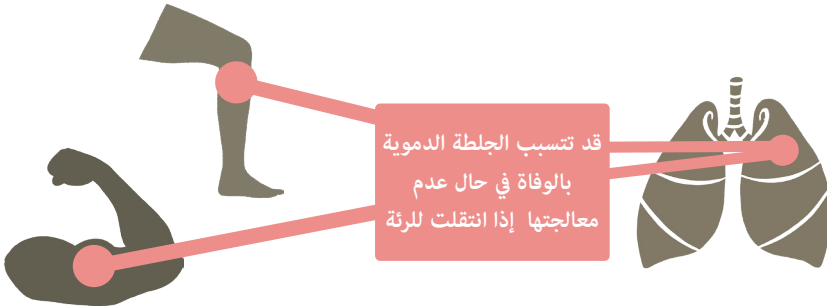 قد تتسبب الجلطة الدموية
بالوفاة في حال عدم
معالجتها إذا انتقلت للرئة